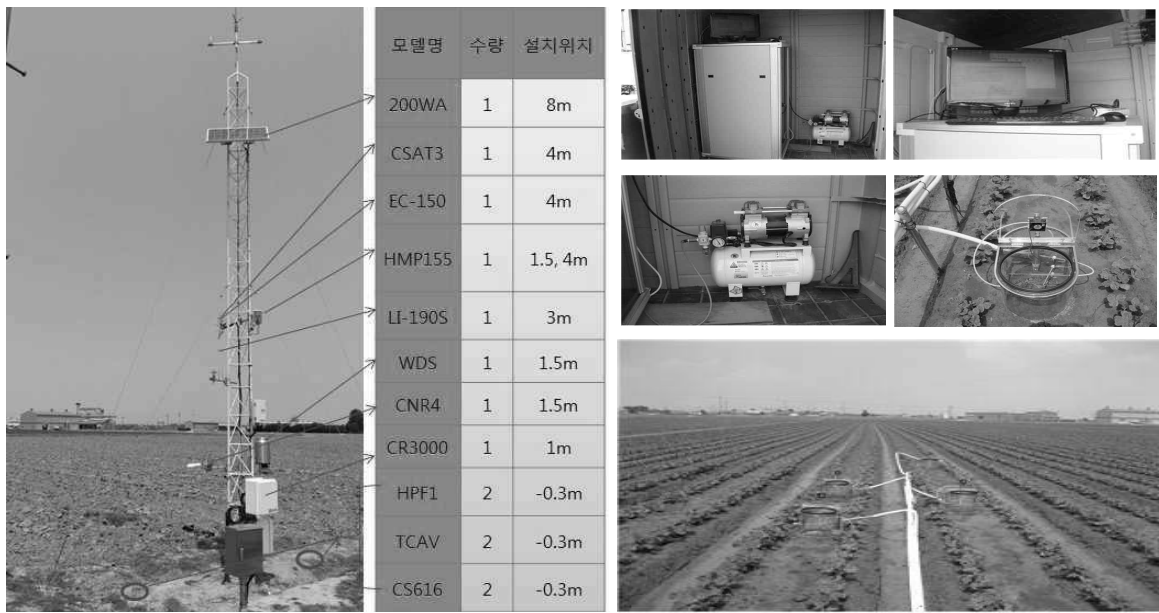 모델명 수량 설치위치
200WA 1 8m
CSAT3 1 4m
EC-150 1 4m
HMP155 1 1.5, 4m
LI-190S 1 3m
WDS 1 1.5m
CNR4 1 1.5m
CR3000 1 1m
HPF1 2 -0.3m
TCAV 2 -0.3m
CS616 2 -0.3m